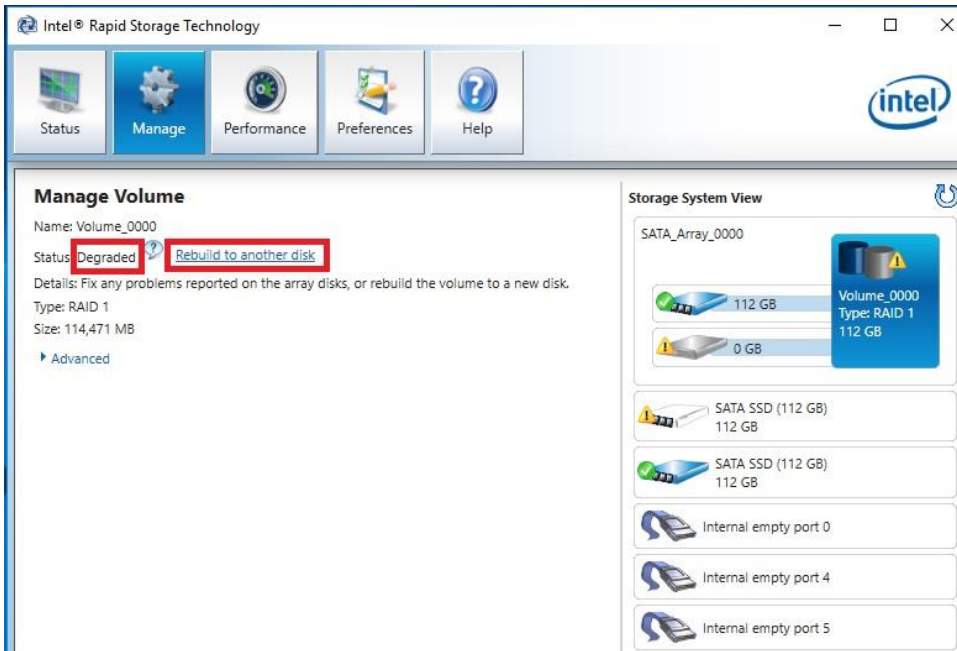 Intel® Rapid Storage Technology
Status
Manage
Performance
Preferences
Help
intel
Manage Volume
Name: Volume_0000
Status: Degraded Rebuild to another disk
Details: Fix any problems reported on the array disks, or rebuild the volume to a new disk.
Type: RAID 1
Size: 114,471 MB
Advanced
Storage System View
SATA_Array_0000
112 GB
0 GB
Volume_0000
Type: RAID 1
112 GB
SATA SSD (112 GB)
112 GB
SATA SSD (112 GB)
112 GB
Internal empty port 0
Internal empty port 4
Internal empty port 5